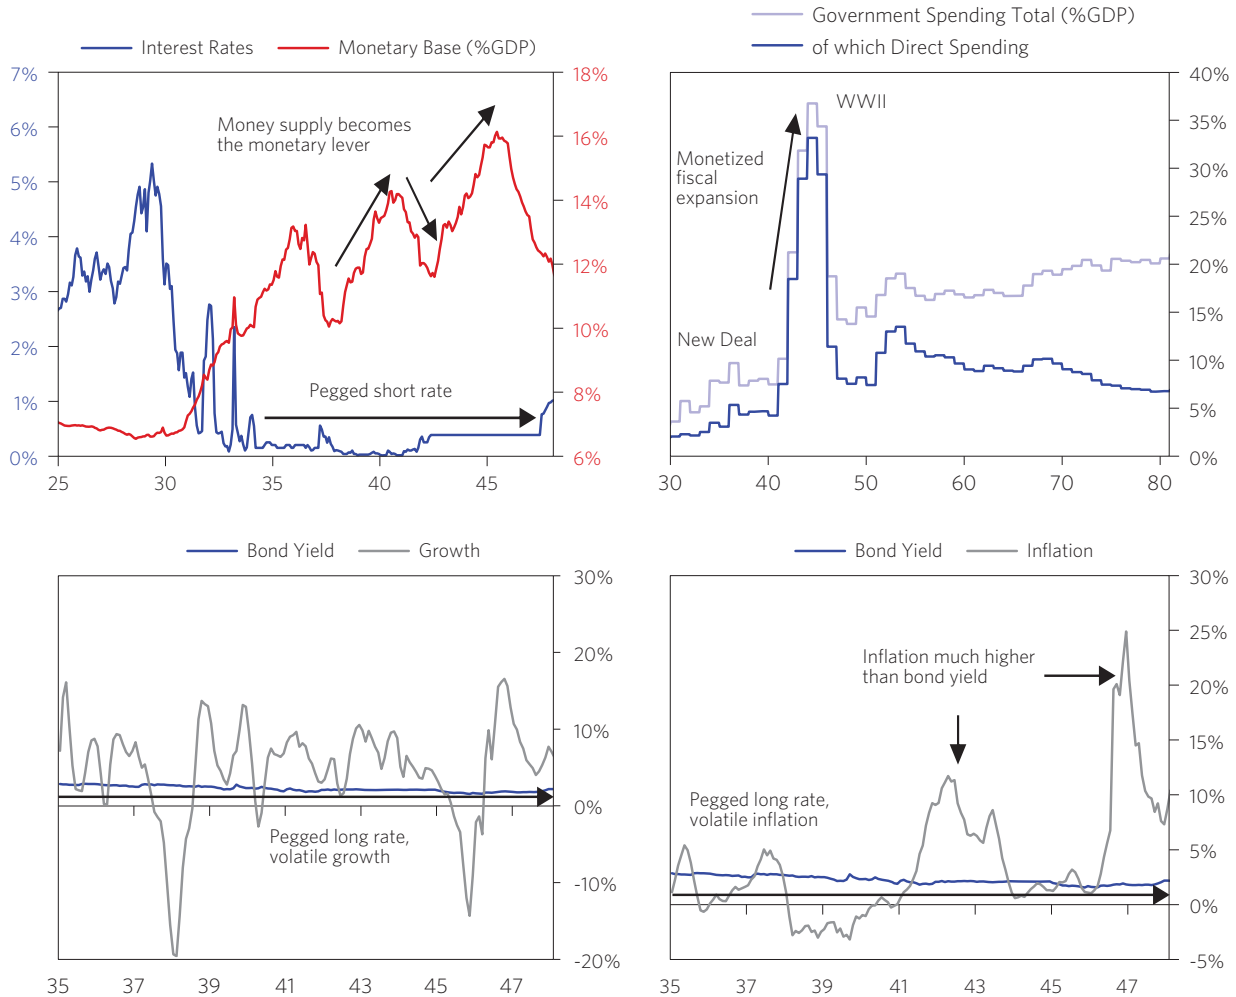 Interest Rates
Monetary Base (%GDP)
7%
6%
5%
4%
3%
2%
1%
0%
18%
16%
14%
12%
10%
8%
6%
Money supply becomes
the monetary lever
Pegged short rate
25
30
35
40
45
Government Spending Total (%GDP)
of which Direct Spending
40%
35%
30%
25%
20%
15%
10%
5%
0%
WWII
Monetized
fiscal
expansion
New Deal
30
40
50
60
70
80
Bond Yield
Growth
30%
20%
10%
0%
-10%
-20%
Pegged long rate,
volatile growth
35
37
39
41
43
45
47
Bond Yield
Inflation
30%
25%
20%
15%
10%
5%
0%
-5%
Inflation much higher
than bond yield
Pegged long rate,
volatile inflation
35
37
39
41
43
45
47